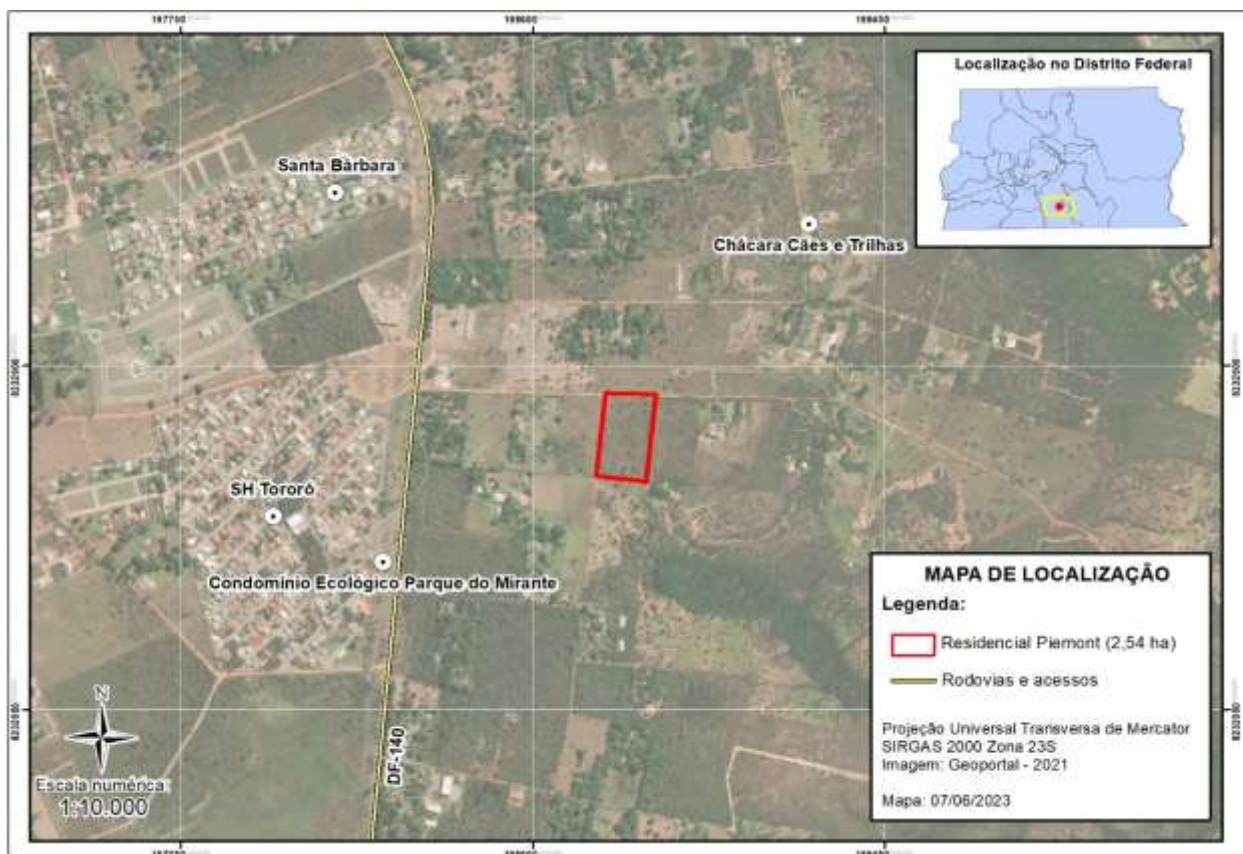 Localização no Distrito Federal
Santa Bárbara
Chácara Cães e Trilhas
SH Tororó
Condomínio Ecológico Parque do Mirante
DF-140
N
Escala numérica:
1:10.000
MAPA DE LOCALIZAÇÃO
Legenda:
Residencial Piemont (2,54 ha)
Rodovias e acessos
Projeção Universal Transversa de Mercator
SIRGAS 2000 Zona 23S
Imagem: Geoportal - 2021
Mapa: 07/06/2023